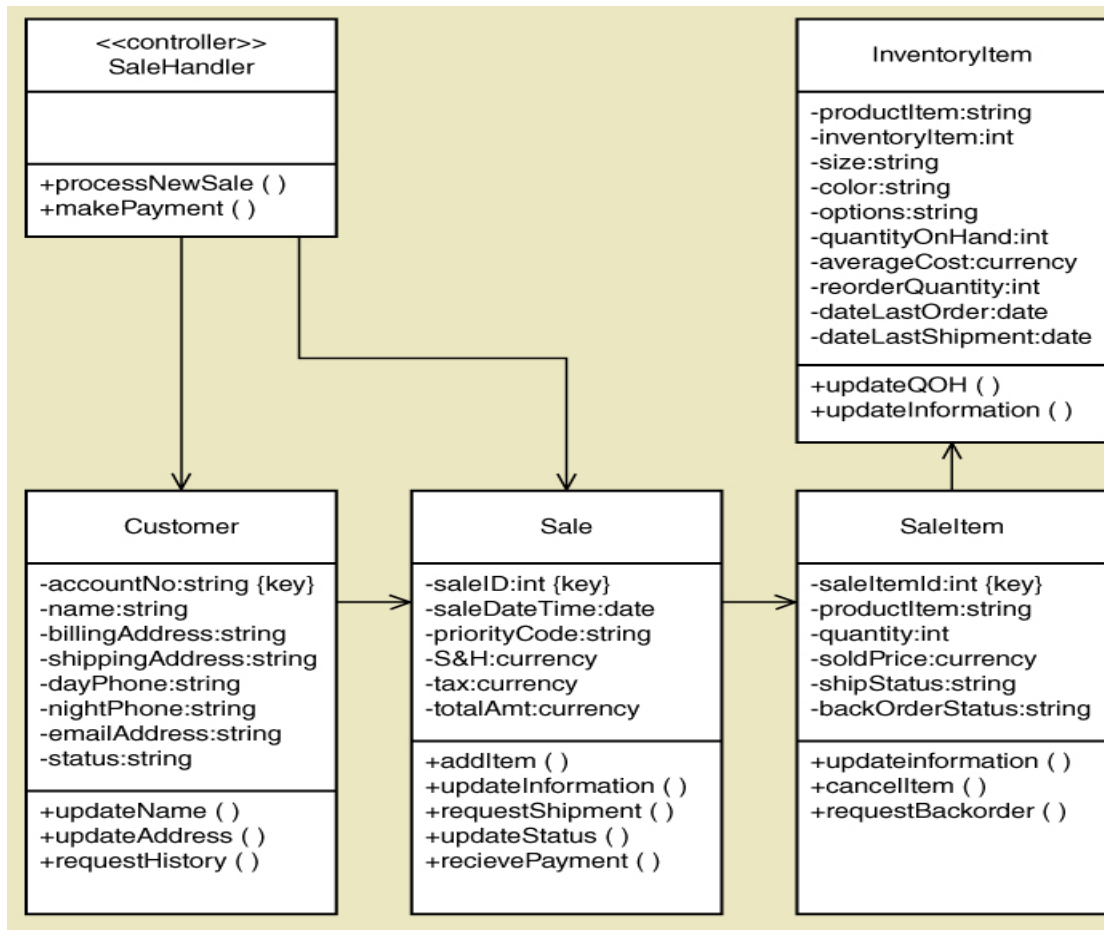 <<controller>>
SaleHandler
+processNewSale ( )
+makePayment ( )
InventoryItem
-productItem:string
-inventoryItem:int
-size:string
-color:string
-options:string
-quantityOnHand:int
-averageCost:currency
-reorderQuantity:int
-dateLastOrder:date
-dateLastShipment:date
+updateQOH ( )
+updateInformation ( )
Customer
-accountNo:string {key}
-name:string
-billingAddress:string
-shippingAddress:string
-dayPhone:string
-nightPhone:string
-emailAddress:string
-status:string
+updateName ( )
+updateAddress ( )
+requestHistory ( )
Sale
-saleID:int {key}
-saleDateTime:date
-priorityCode:string
-S&H:currency
-tax:currency
-totalAmt:currency
+addItem ( )
+updateInformation ( )
+requestShipment ( )
+updateStatus ( )
+recievePayment ( )
SaleItem
-saleItemId:int {key}
-productItem:string
-quantity:int
-soldPrice:currency
-shipStatus:string
-backOrderStatus:string
+updateinformation ( )
+cancelItem ( )
+requestBackorder ( )